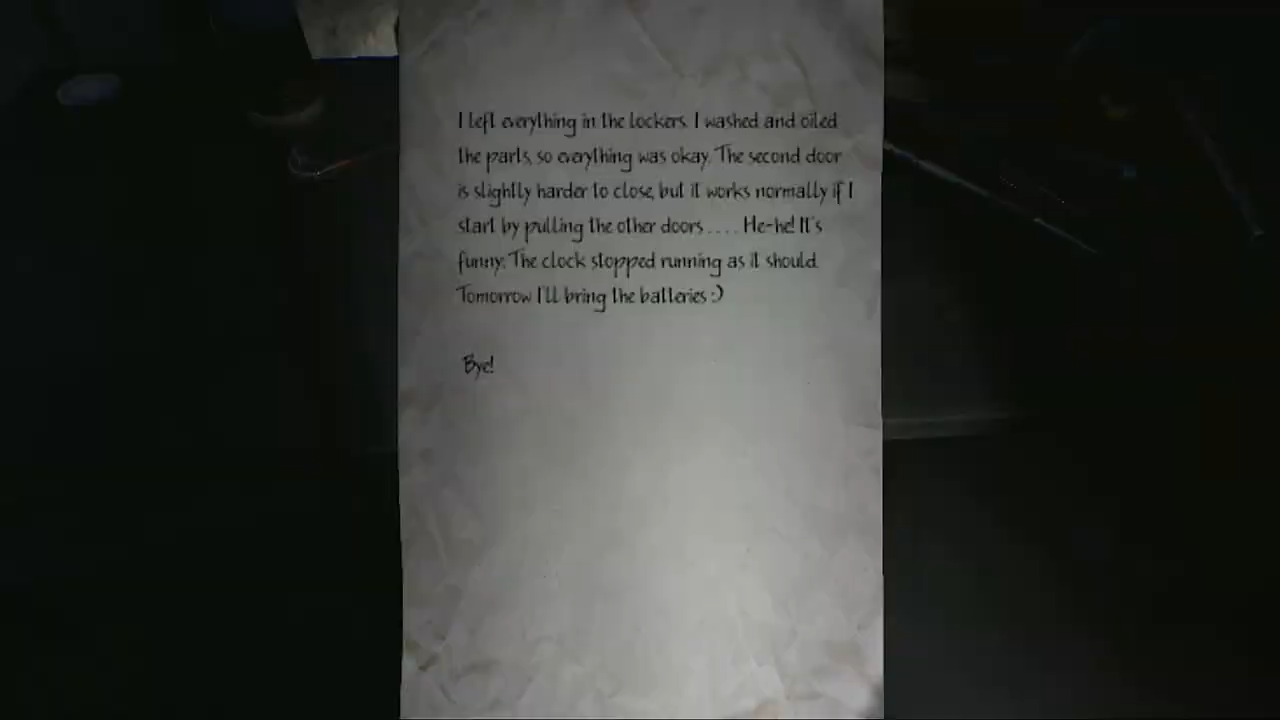 I left everything in the lockers. I washed and oiled
the parts, so everything was okay. The second door
is slightly harder to close, but it works normally if I
start by pulling the other doors . . . . He-he! It's
funny. The clock stopped running as it should.
Tomorrow I'll bring the batteries :)
Bye!